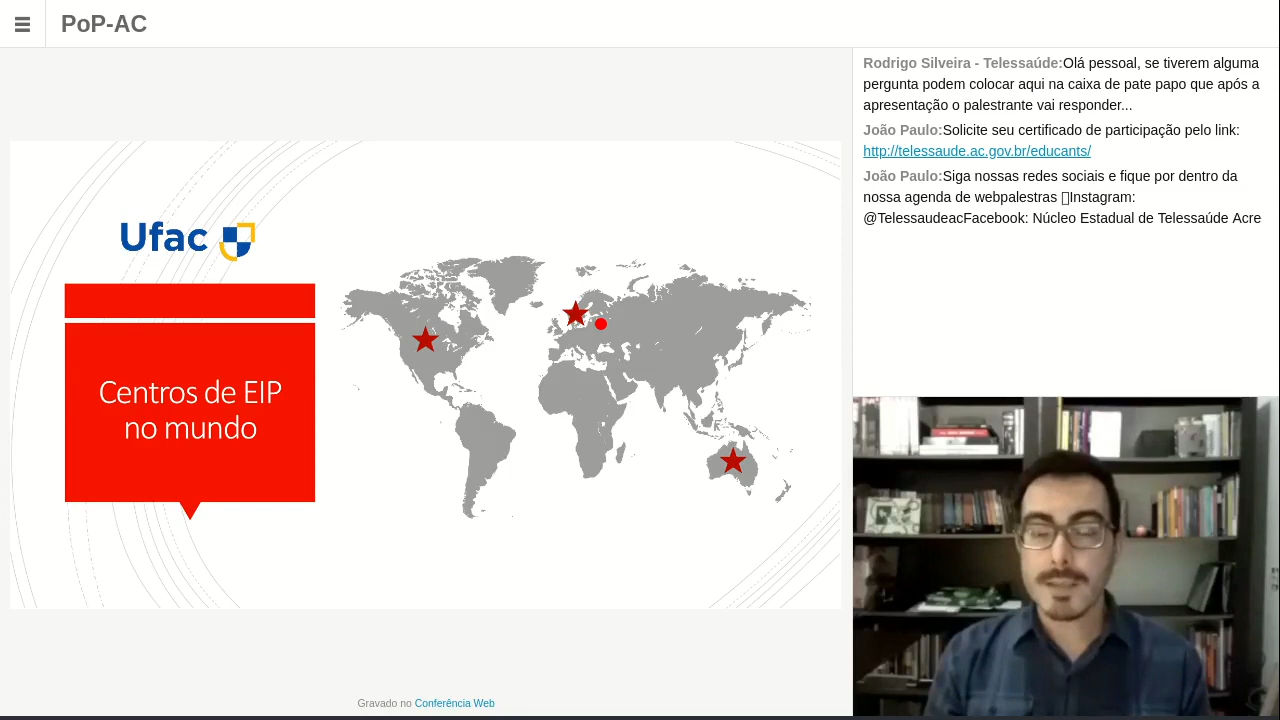 PoP-AC
Ufac
Centros de EIP
no mundo
Gravado no Conferência Web
Rodrigo Silveira - Telessaúde:Olá pessoal, se tiverem alguma
pergunta podem colocar aqui na caixa de pate papo que após a
apresentação o palestrante vai responder...
João Paulo:Solicite seu certificado de participação pelo link:
http://telessaude.ac.gov.br/educants/
João Paulo:Siga nossas redes sociais e fique por dentro da
nossa agenda de webpalestras Instagram:
@TelessaudeacFacebook: Núcleo Estadual de Telessaúde Acre